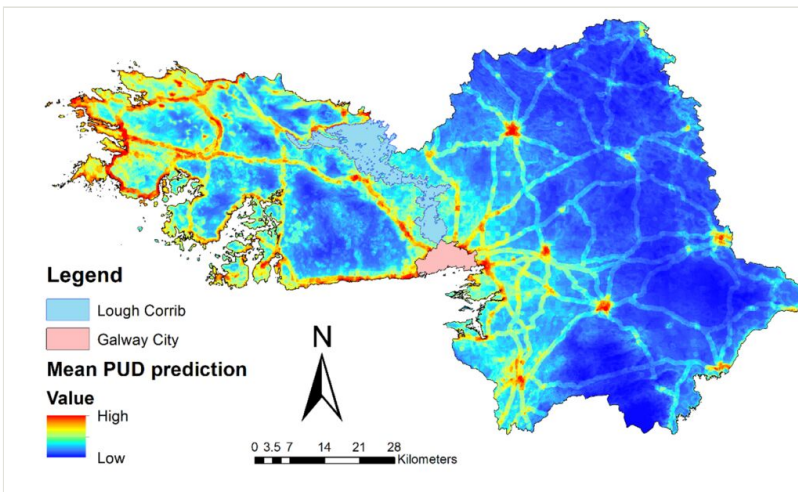 Legend
Lough Corrib
Galway City
Mean PUD prediction
Value
High
Low
N
0 3.5 7 14 21 28
Kilometers